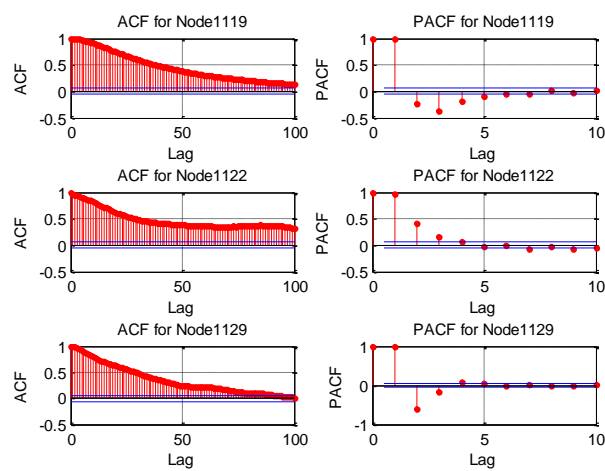 ACF for Node1119
1
0.5
0
-0.5
ACF
0
50
100
Lag
PACF for Node1119
1
0.5
0
-0.5
PACF
0
5
10
Lag
ACF for Node1122
1
0.5
0
-0.5
ACF
0
50
100
Lag
PACF for Node1122
1
0.5
0
-0.5
PACF
0
5
10
Lag
ACF for Node1129
1
0.5
0
-0.5
ACF
0
50
100
Lag
PACF for Node1129
1
0
-1
PACF
0
5
10
Lag